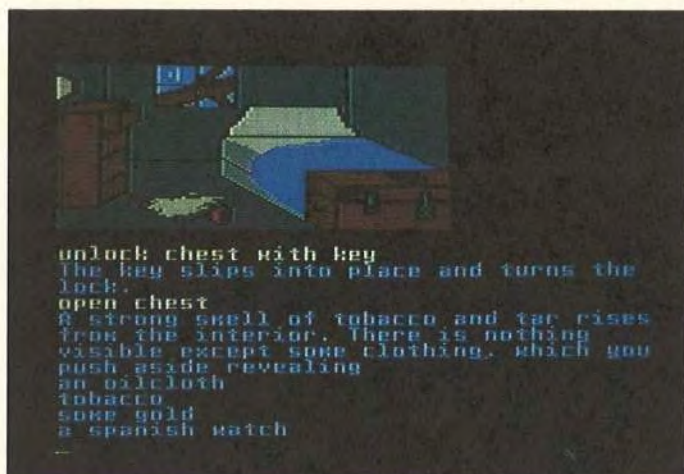 unlock chest with key
The key slips into place and turns the
lock.
open chest
A strong smell of tobacco and tar rises
from the interior. There is nothing
visible except some clothing, which you
push aside revealing
an oilcloth
tobacco
some gold
a spanish watch